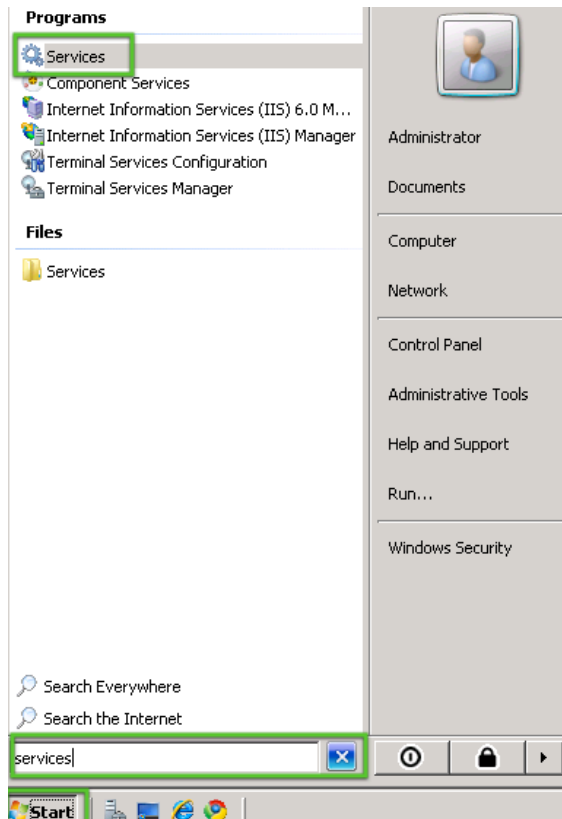 Programs
Services
Component Services
Internet Information Services (IIS) 6.0 M...
Internet Information Services (IIS) Manager
Terminal Services Configuration
Terminal Services Manager
Files
Services
Search Everywhere
Search the Internet
services
Start
Administrator
Documents
Computer
Network
Control Panel
Administrative Tools
Help and Support
Run...
Windows Security